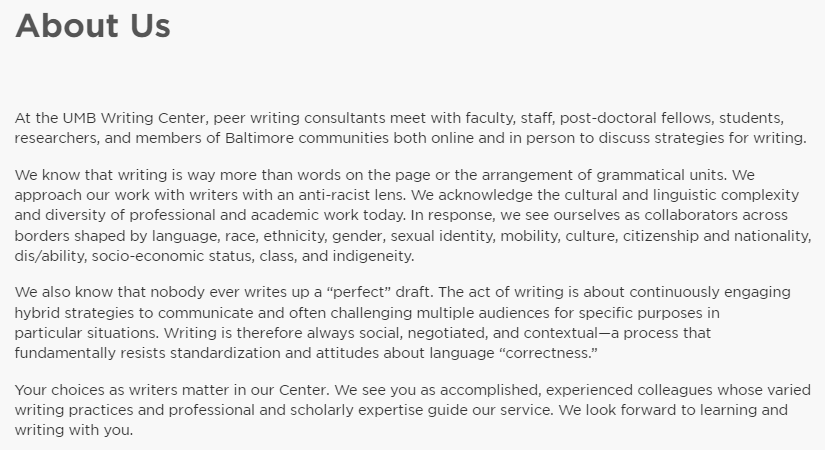 About Us
At the UMB Writing Center, peer writing consultants meet with faculty, staff, post-doctoral fellows, students,
researchers, and members of Baltimore communities both online and in person to discuss strategies for writing.
We know that writing is way more than words on the page or the arrangement of grammatical units. We
approach our work with writers with an anti-racist lens. We acknowledge the cultural and linguistic complexity
and diversity of professional and academic work today. In response, we see ourselves as collaborators across
borders shaped by language, race, ethnicity, gender, sexual identity, mobility, culture, citizenship and nationality,
dis/ability, socio-economic status, class, and indigeneity.
We also know that nobody ever writes up a “perfect” draft. The act of writing is about continuously engaging
hybrid strategies to communicate and often challenging multiple audiences for specific purposes in
particular situations. Writing is therefore always social, negotiated, and contextual—a process that
fundamentally resists standardization and attitudes about language “correctness.”
Your choices as writers matter in our Center. We see you as accomplished, experienced colleagues whose varied
writing practices and professional and scholarly expertise guide our service. We look forward to learning and
writing with you.